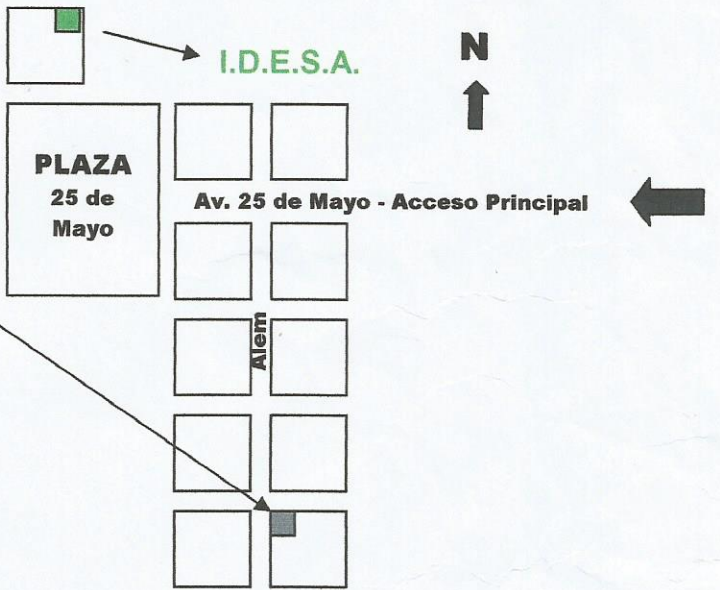 I.D.E.S.A.
N
PLAZA
25 de
Mayo
Av. 25 de Mayo - Acceso Principal
Alem